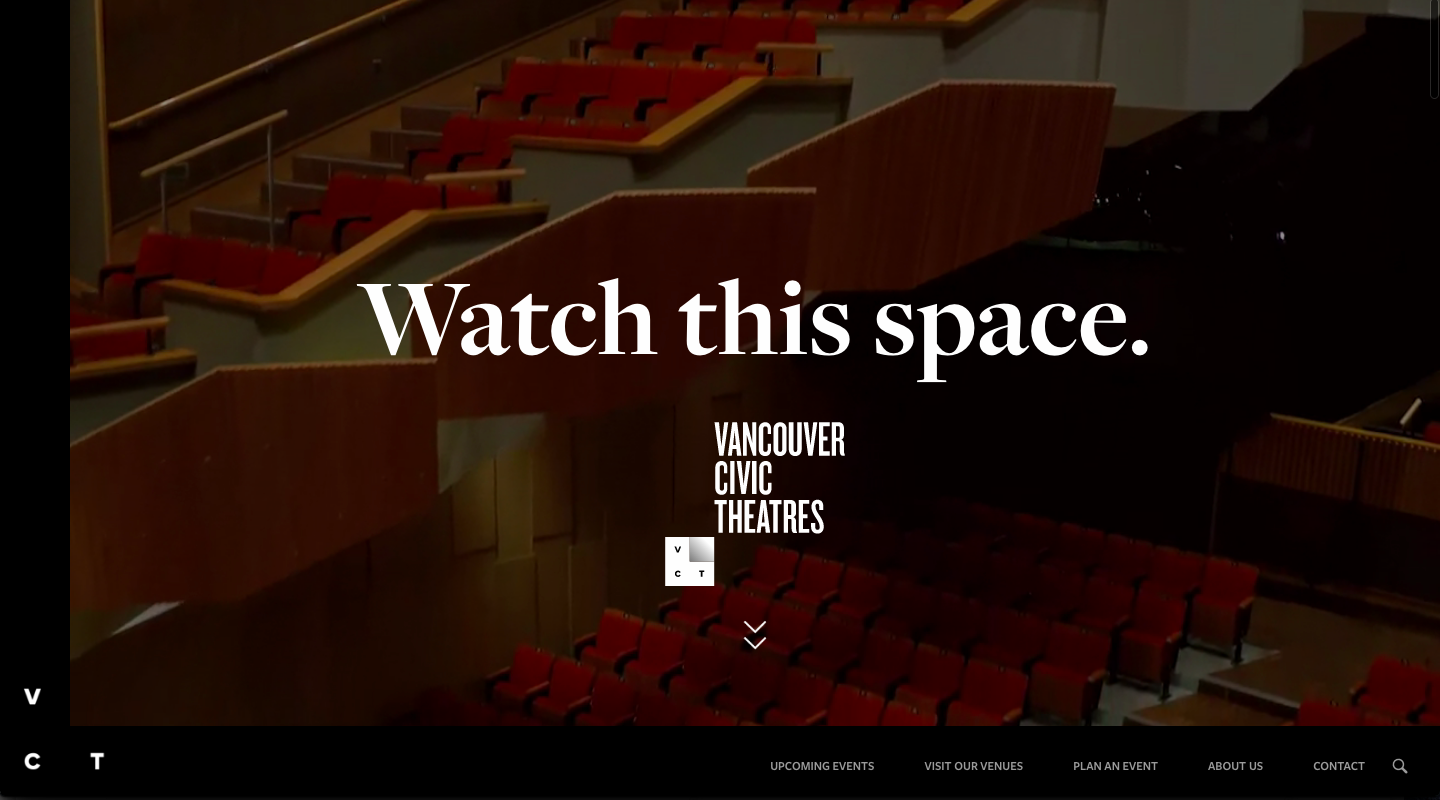 Watch this space.
VANCOUVER
CIVIC
THEATRES
V
C T
V
C T
UPCOMING EVENTS VISIT OUR VENUES PLAN AN EVENT ABOUT US CONTACT